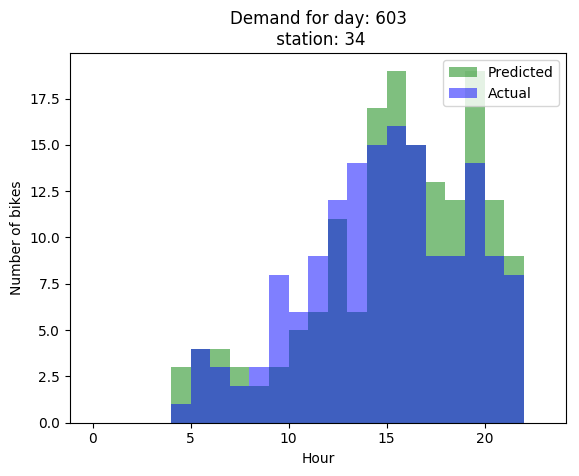 Demand for day: 603
station: 34
Predicted
Actual
Number of bikes
17.5
15.0
12.5
10.0
7.5
5.0
2.5
0.0
0
5
10
15
20
Hour